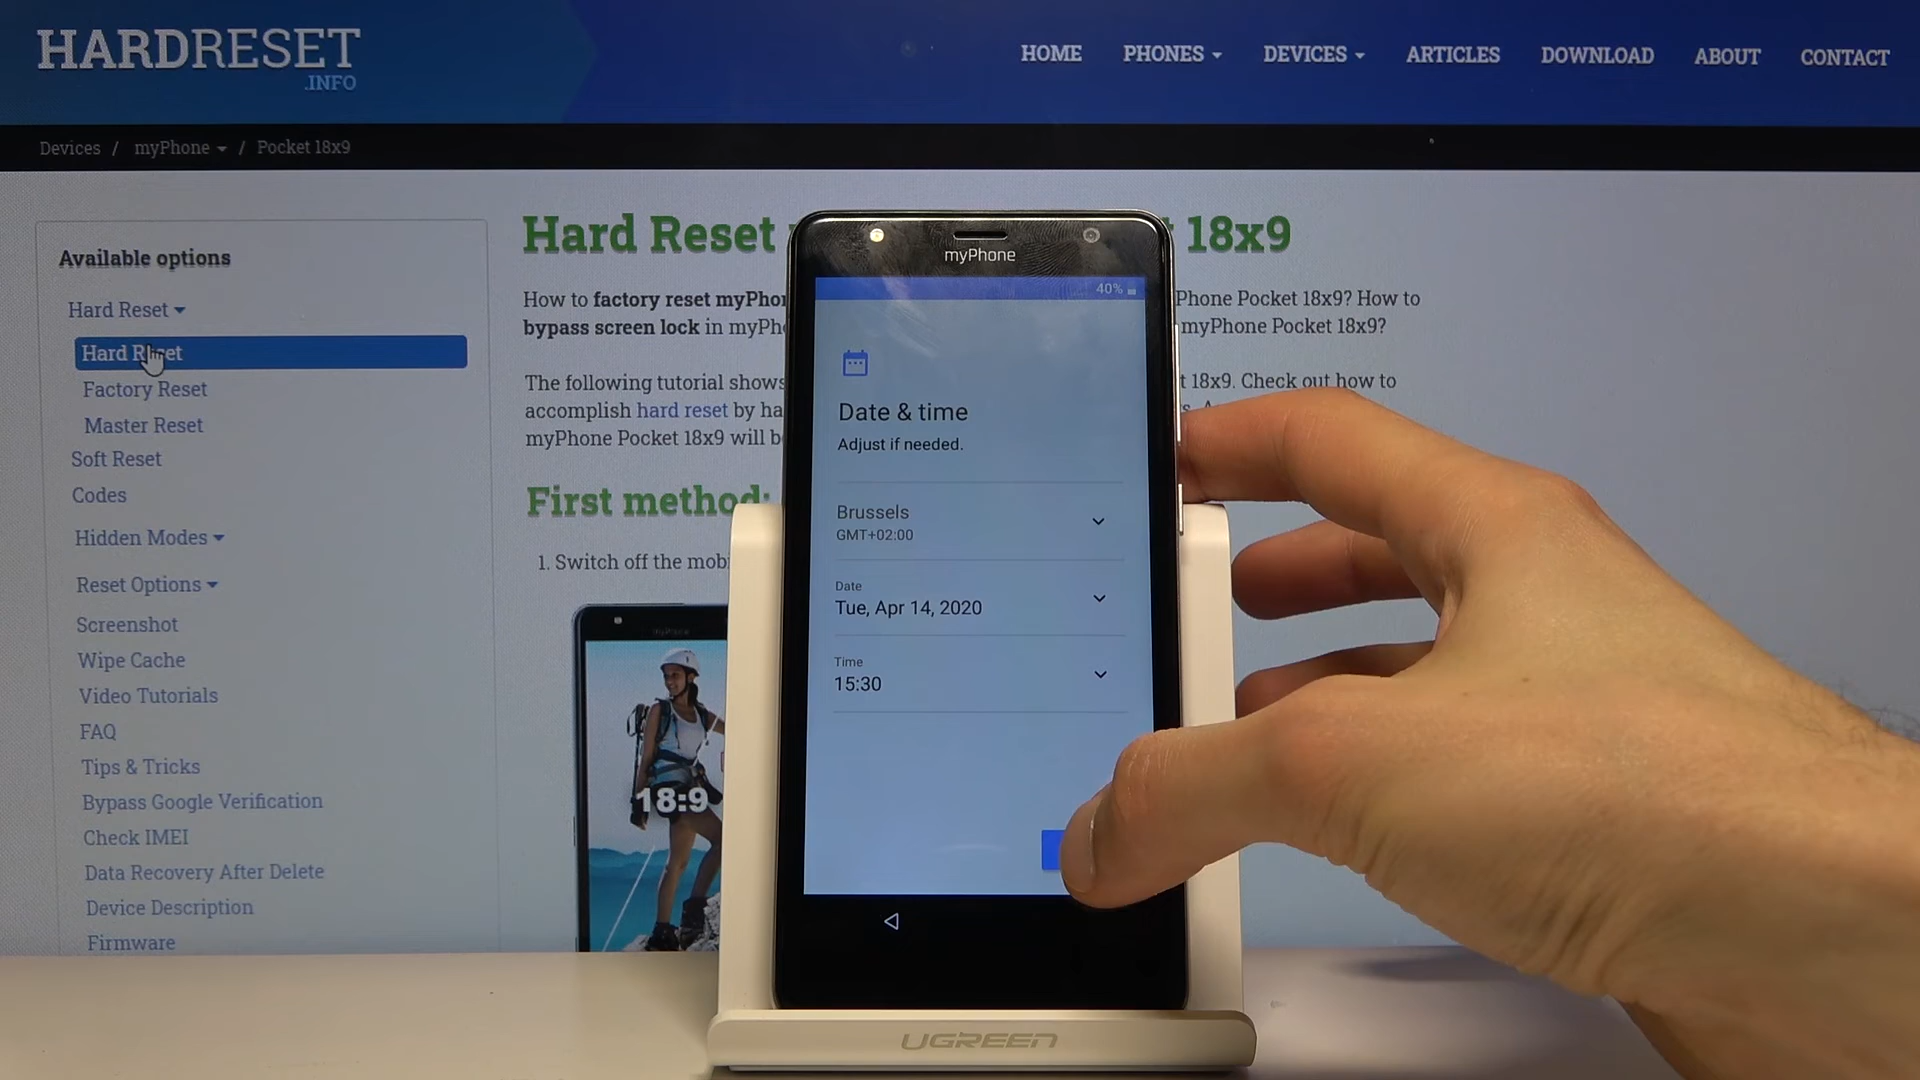 HARDRESET
.INFO
HOME PHONES DEVICES ARTICLES DOWNLOAD ABOUT CONTACT
Devices / myPhone / Pocket 18x9
Available options
Hard Reset
Hard Reset
Factory Reset
Master Reset
Soft Reset
Codes
Hidden Modes
Reset Options
Screenshot
Wipe Cache
Video Tutorials
FAQ
Tips & Tricks
Bypass Google Verification
Check IMEI
Data Recovery After Delete
Device Description
Firmware
Hard Reset 18x9
How to factory reset Phone Pocket 18x9? How to
bypass screen lock in myPhone Pocket 18x9?
The following tutorial shows 18x9. Check out how to
accomplish hard reset by
myPhone Pocket 18x9 will
First method:
1. Switch off the
18:9
myPhone
40%
Date & time
Adjust if needed.
Brussels
GMT+02:00
Date
Tue, Apr 14, 2020
Time
15:30
UGREEN